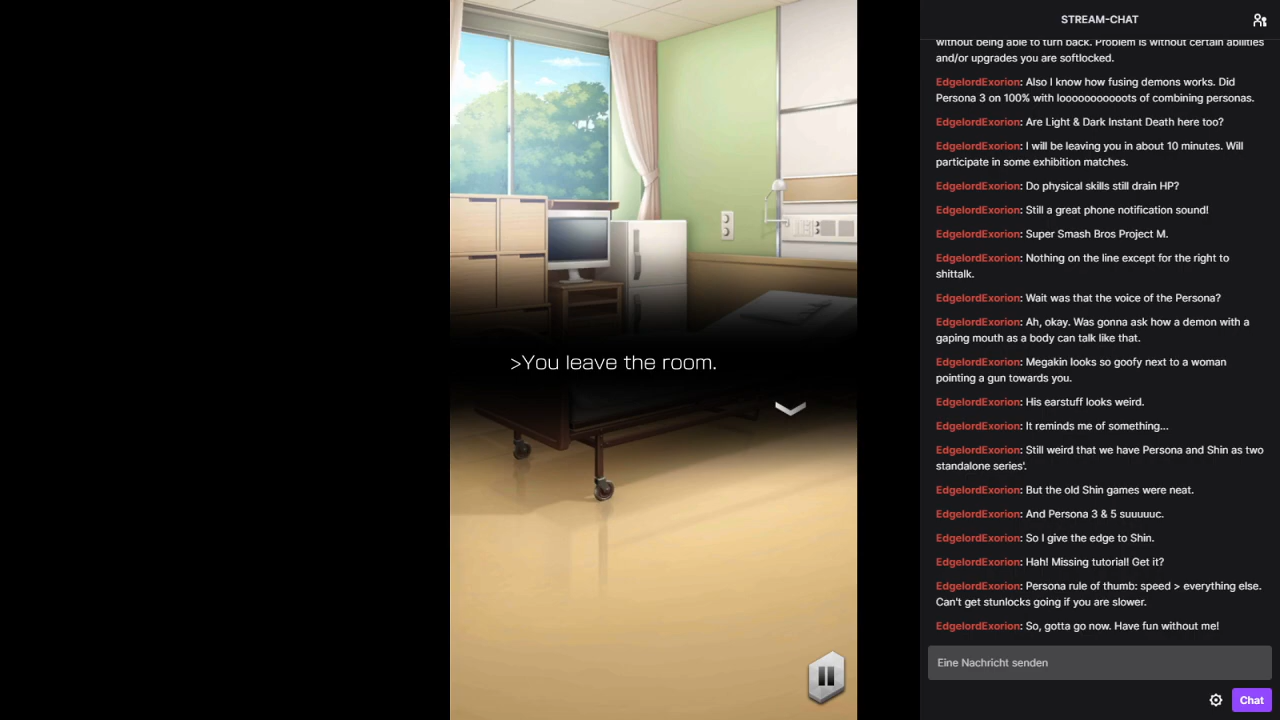 >You leave the room.
STREAM-CHAT
without being able to turn back. Problem is without certain abilities
and/or upgrades you are softlocked.
EdgelordExorion: Also I know how fusing demons works. Did
Persona 3 on 100% with looooooooooots of combining personas.
EdgelordExorion: Are Light & Dark Instant Death here too?
EdgelordExorion: I will be leaving you in about 10 minutes. Will
participate in some exhibition matches.
EdgelordExorion: Do physical skills still drain HP?
EdgelordExorion: Still a great phone notification sound!
EdgelordExorion: Super Smash Bros Project M.
EdgelordExorion: Nothing on the line except for the right to
shittalk.
EdgelordExorion: Wait was that the voice of the Persona?
EdgelordExorion: Ah, okay. Was gonna ask how a demon with a
gaping mouth as a body can talk like that.
EdgelordExorion: Megakin looks so goofy next to a woman
pointing a gun towards you.
EdgelordExorion: His earstuff looks weird.
EdgelordExorion: It reminds me of something...
EdgelordExorion: Still weird that we have Persona and Shin as two
standalone series'.
EdgelordExorion: But the old Shin games were neat.
EdgelordExorion: And Persona 3 & 5 suuuuuc.
EdgelordExorion: So I give the edge to Shin.
EdgelordExorion: Hah! Missing tutorial! Get it?
EdgelordExorion: Persona rule of thumb: speed > everything else.
Can't get stunlocks going if you are slower.
EdgelordExorion: So, gotta go now. Have fun without me!
Eine Nachricht senden
Chat